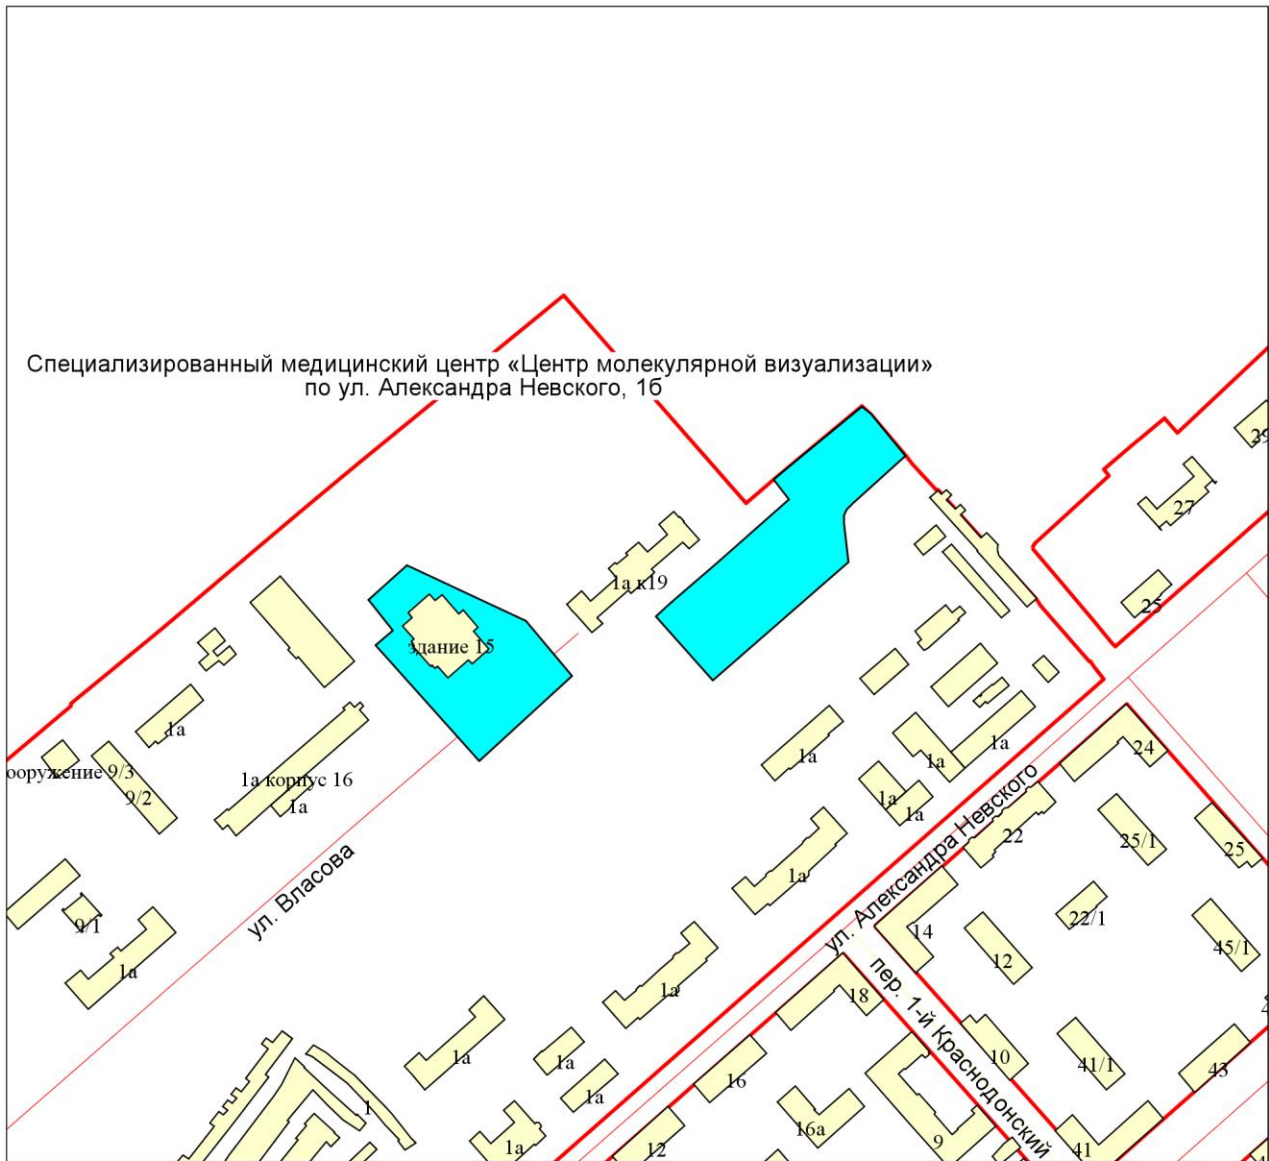 Специализированный медицинский центр «Центр молекулярной визуализации»
по ул. Александра Невского, 1б
29
27
1а к19
25
здание 15
1а
24
1а
1а
1а
ооружение 9/3
1а корпус 16
9/2
1а
1а
1а
22
25/1
25
ул. Александра Невского
ул. Власова
1а
9/1
22/1
14
45/1
12
1а
пер. 1-й Краснодонский
1а
18
1а
1а
10
41/1
43
16
1а
1
16а
9
1а
12
41